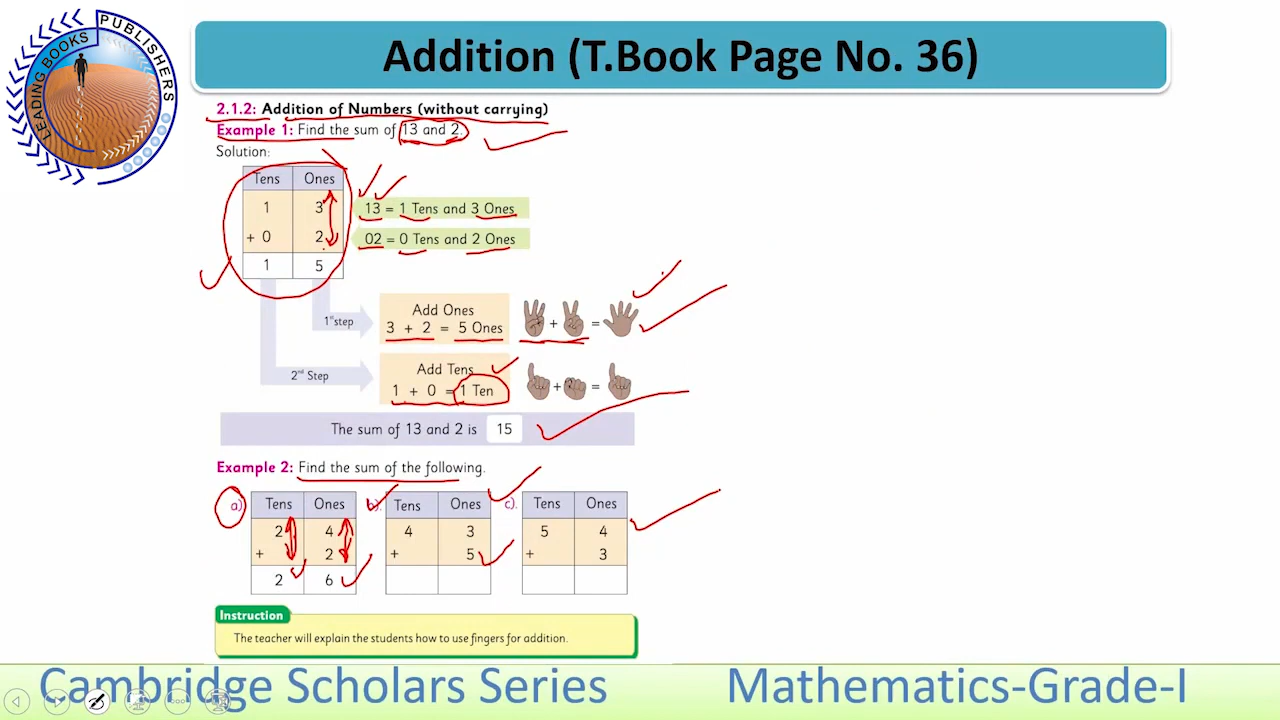 LEADING BOOKS PUBLISHERS
Addition (T.Book Page No. 36)
2.1.2: Addition of Numbers (without carrying)
Example 1: Find the sum of 13 and 2.
Solution:
Tens Ones
1 3
+ 0 2
1 5
13 = 1 Tens and 3 Ones
02 = 0 Tens and 2 Ones
1st step
Add Ones
3 + 2 = 5 Ones
+ =
2nd Step
Add Tens
1 + 0 = 1 Ten
+ =
The sum of 13 and 2 is 15
Example 2: Find the sum of the following.
a) Tens Ones b). Tens Ones c). Tens Ones
2 4 4 3 5 4
+ 2 + 5 + 3
2 6
Instruction
The teacher will explain the students how to use fingers for addition.
Cambridge Scholars Series Mathematics-Grade-I